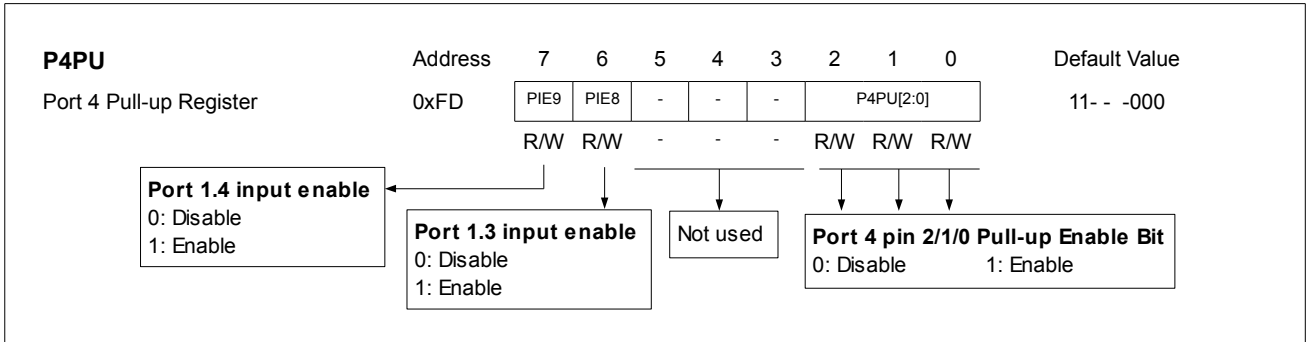 P4PU Address 7 6 5 4 3 2 1 0 Default Value
Port 4 Pull-up Register 0xFD PIE9 PIE8 - - - P4PU[2:0] 11- - -000
R/W R/W - - - R/W R/W R/W
Port 1.4 input enable
0: Disable
1: Enable
Port 1.3 input enable
0: Disable
1: Enable
Not used
Port 4 pin 2/1/0 Pull-up Enable Bit
0: Disable 1: Enable